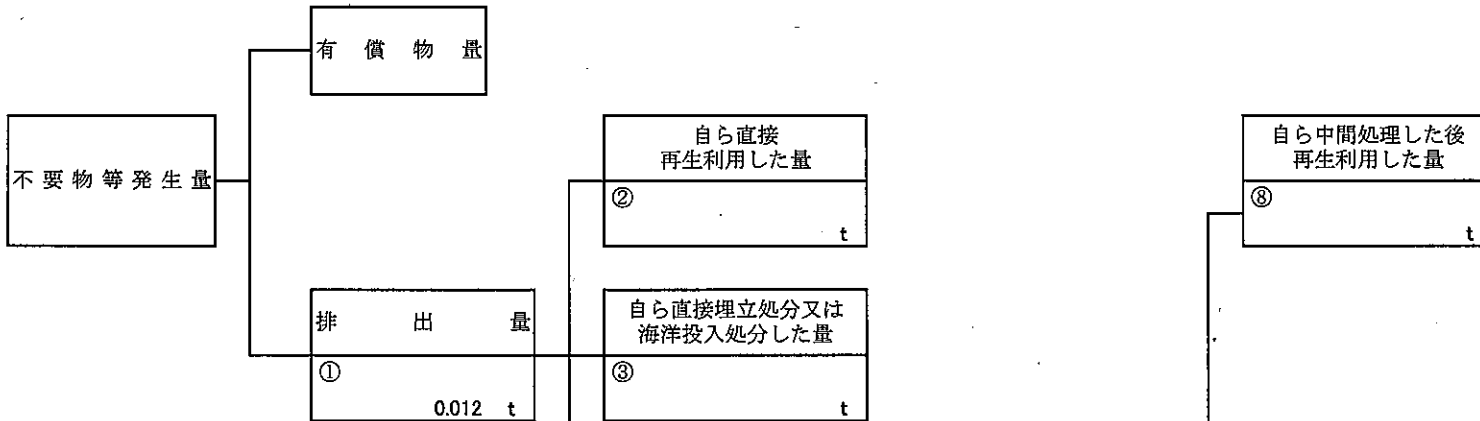 有償物量
不要物等発生量
自ら直接
再生利用した量
②
t
自ら中間処理した後
再生利用した量
⑧
t
排出量
①
0.012 t
自ら直接埋立処分又は
海洋投入処分した量
③
t